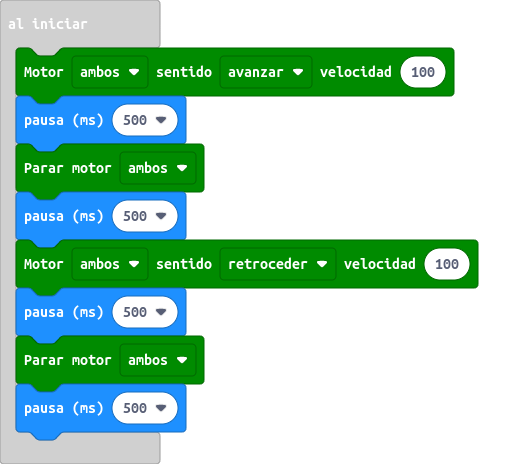 al iniciar
Motor ambos sentido avanzar velocidad 100
pausa (ms) 500
Parar motor ambos
pausa (ms) 500
Motor ambos sentido retroceder velocidad 100
pausa (ms) 500
Parar motor ambos
pausa (ms) 500